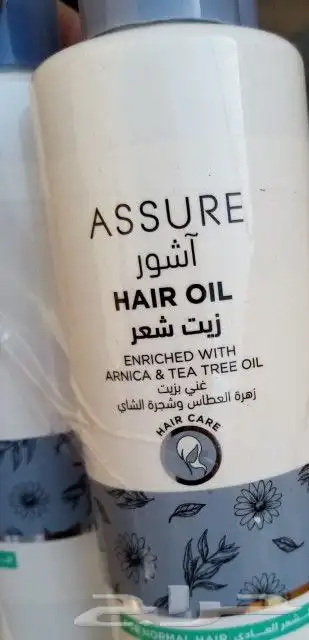 ASSURE
آشور
HAIR OIL
زيت شعر
ENRICHED WITH
ARNICA & TEA TREE OIL
غني بزيت
زهرة العطاس وشجرة الشاي
HAIR CARE
حراج
NORMAL HAIR